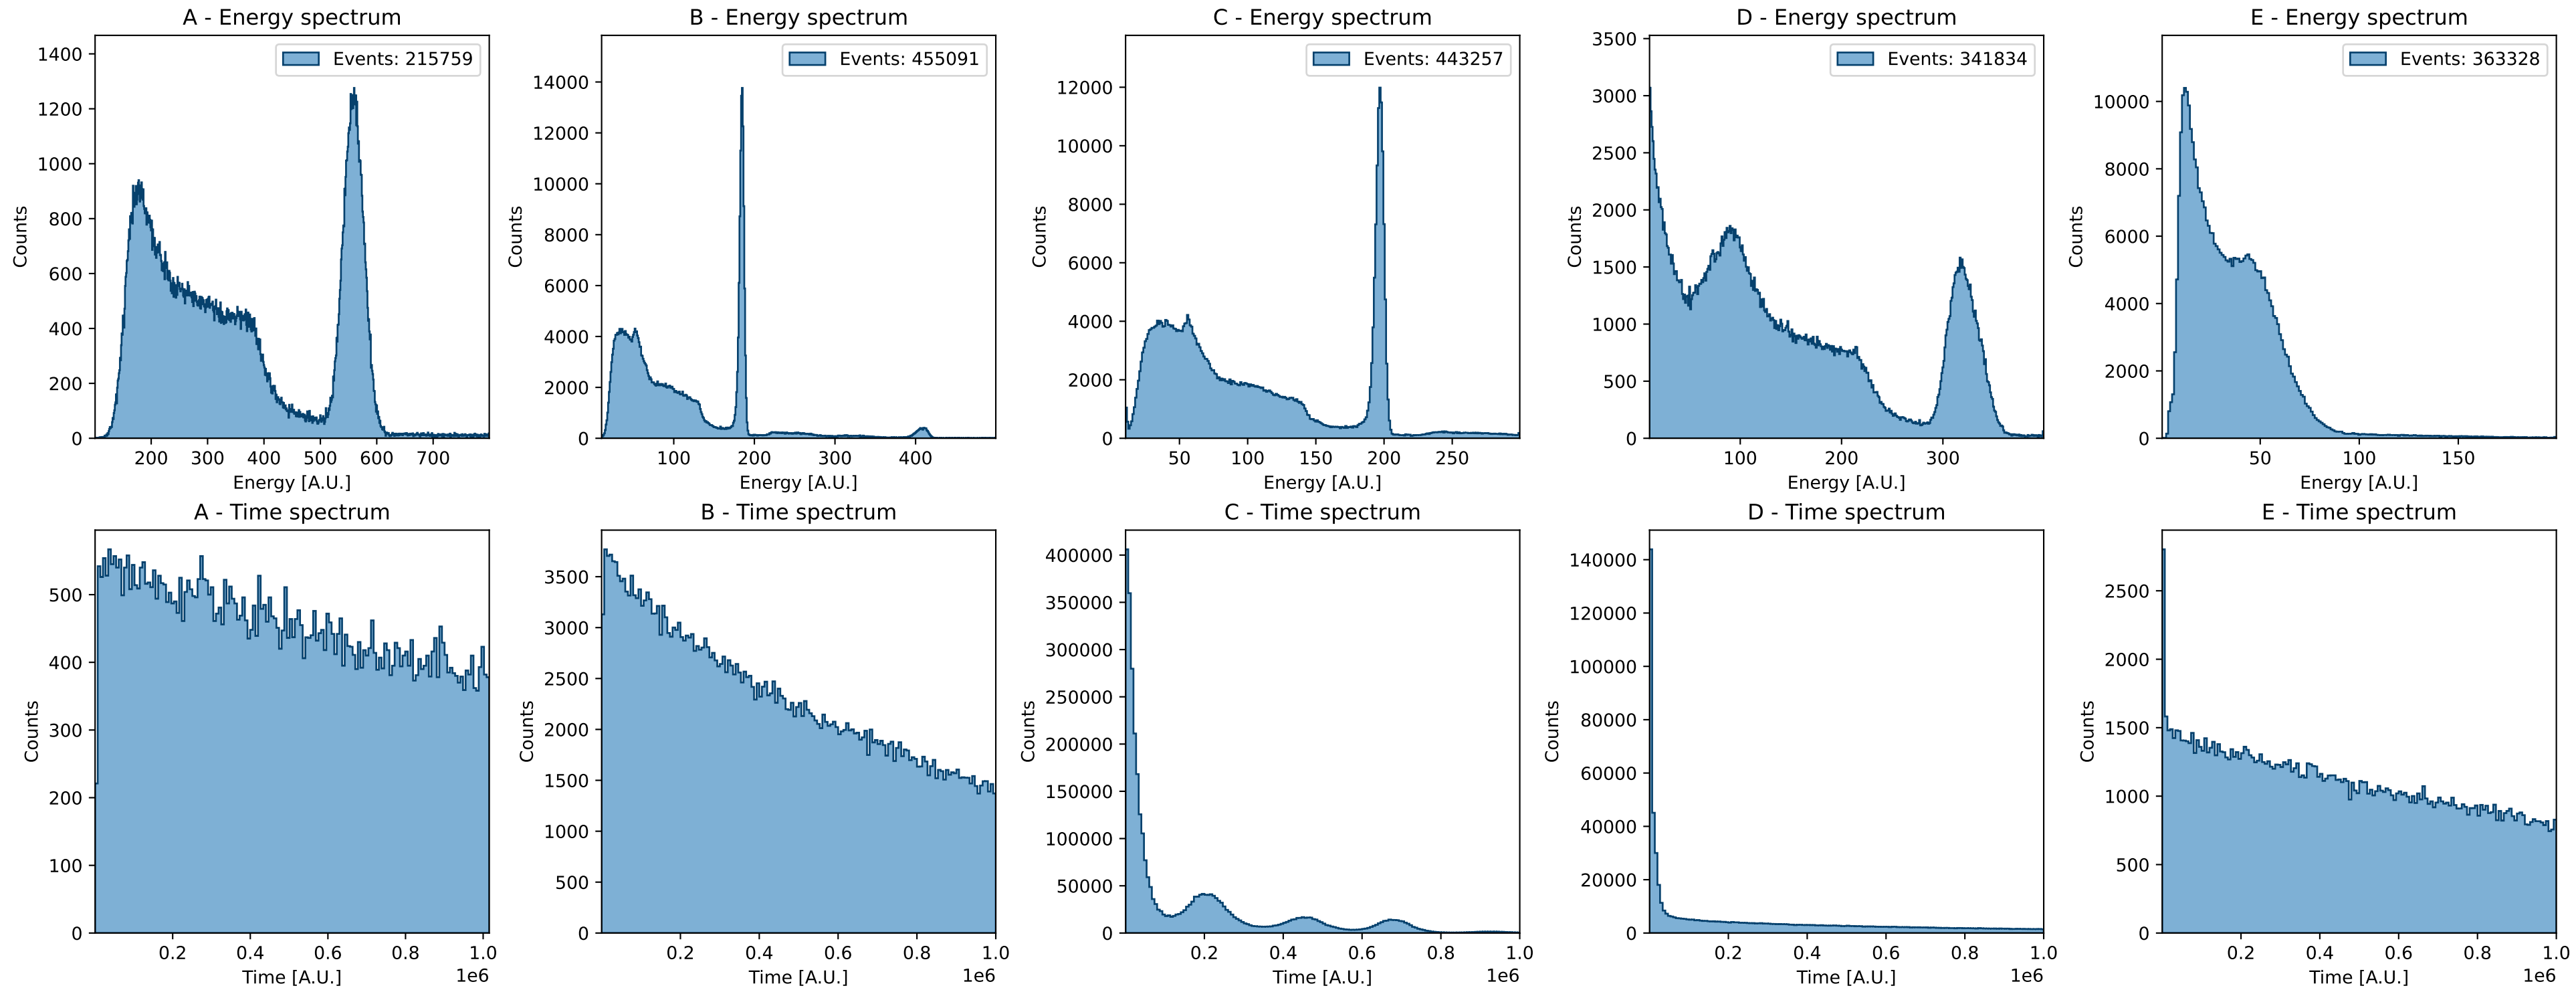 A - Energy spectrum
Events: 215759
1400
1200
1000
800
600
400
200
0
Counts
200 300 400 500 600 700
Energy [A.U.]
B - Energy spectrum
Events: 455091
14000
12000
10000
8000
6000
4000
2000
0
Counts
100 200 300 400
Energy [A.U.]
C - Energy spectrum
Events: 443257
12000
10000
8000
6000
4000
2000
0
Counts
50 100 150 200 250
Energy [A.U.]
D - Energy spectrum
Events: 341834
3500
3000
2500
2000
1500
1000
500
0
Counts
100 200 300
Energy [A.U.]
E - Energy spectrum
Events: 363328
10000
8000
6000
4000
2000
0
Counts
50 100 150
Energy [A.U.]
A - Time spectrum
500
400
300
200
100
0
Counts
0.2 0.4 0.6 0.8 1.0
Time [A.U.]
1e6
B - Time spectrum
3500
3000
2500
2000
1500
1000
500
0
Counts
0.2 0.4 0.6 0.8 1.0
Time [A.U.]
1e6
C - Time spectrum
400000
350000
300000
250000
200000
150000
100000
50000
0
Counts
0.2 0.4 0.6 0.8 1.0
Time [A.U.]
1e6
D - Time spectrum
140000
120000
100000
80000
60000
40000
20000
0
Counts
0.2 0.4 0.6 0.8 1.0
Time [A.U.]
1e6
E - Time spectrum
2500
2000
1500
1000
500
0
Counts
0.2 0.4 0.6 0.8 1.0
Time [A.U.]
1e6